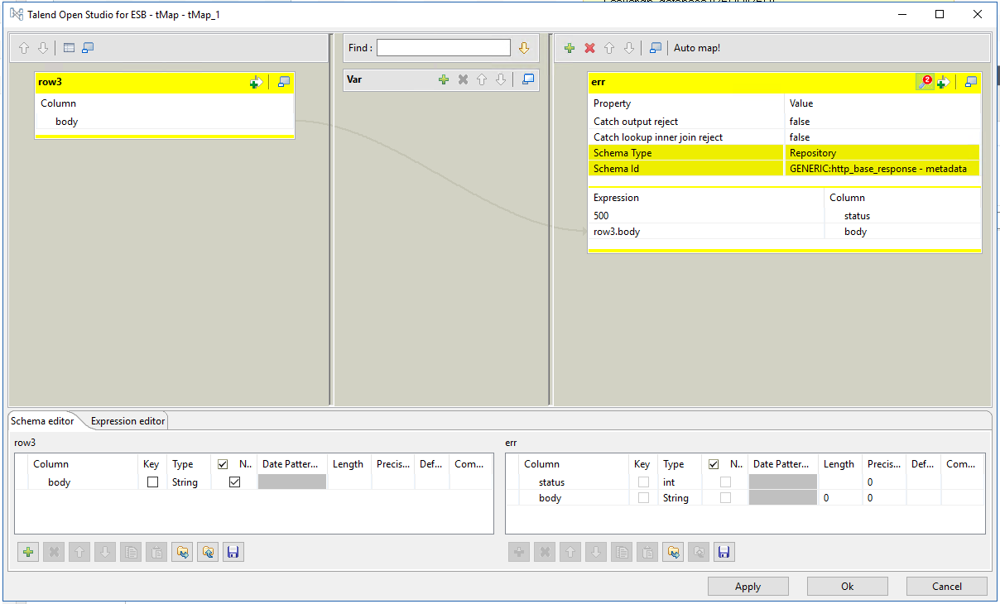 Talend Open Studio for ESB - tMap - tMap_1
Find :
Auto map!
row3
Column
body
Var
err
2
Property Value
Catch output reject false
Catch lookup inner join reject false
Schema Type Repository
Schema Id GENERIC:http_base_response - metadata
Expression Column
500 status
row3.body body
Schema editor Expression editor
row3
Column Key Type N.. Date Patter... Length Precis... Def... Com...
body String
err
Column Key Type N.. Date Patter... Length Precis... Def... Com...
status int 0
body String 0 0
Apply Ok Cancel